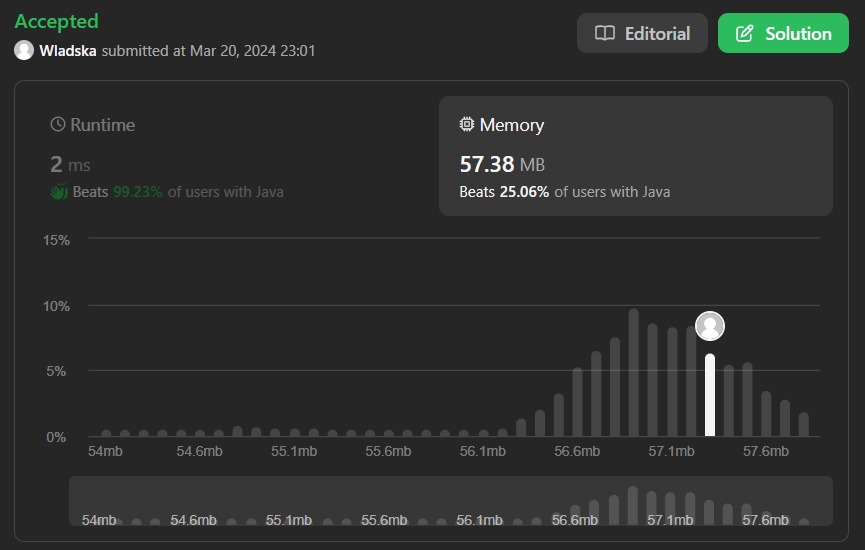 Accepted
Editorial
Solution
Wladska submitted at Mar 20, 2024 23:01
Runtime
2 ms
Beats 99.23% of users with Java
Memory
57.38 MB
Beats 25.06% of users with Java
15%
10%
5%
0%
54mb 54.6mb 55.1mb 55.6mb 56.1mb 56.6mb 57.1mb 57.6mb
54mb 54.6mb 55.1mb 55.6mb 56.1mb 56.6mb 57.1mb 57.6mb